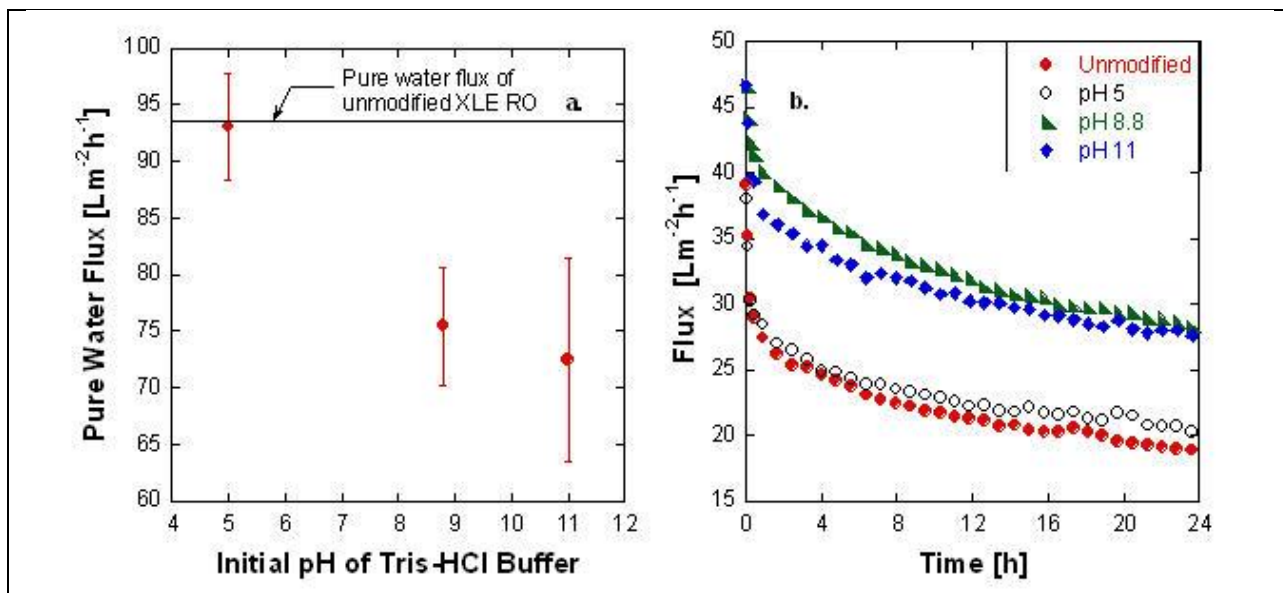 100
95
90
85
80
75
70
65
60
Pure Water Flux [Lm⁻²h⁻¹]
Pure water flux of
unmodified XLE RO
a.
4 5 6 7 8 9 10 11 12
Initial pH of Tris-HCl Buffer
50
45
40
35
30
25
20
15
Flux [Lm⁻²h⁻¹]
b.
Unmodified
pH 5
pH 8.8
pH 11
0 4 8 12 16 20 24
Time [h]